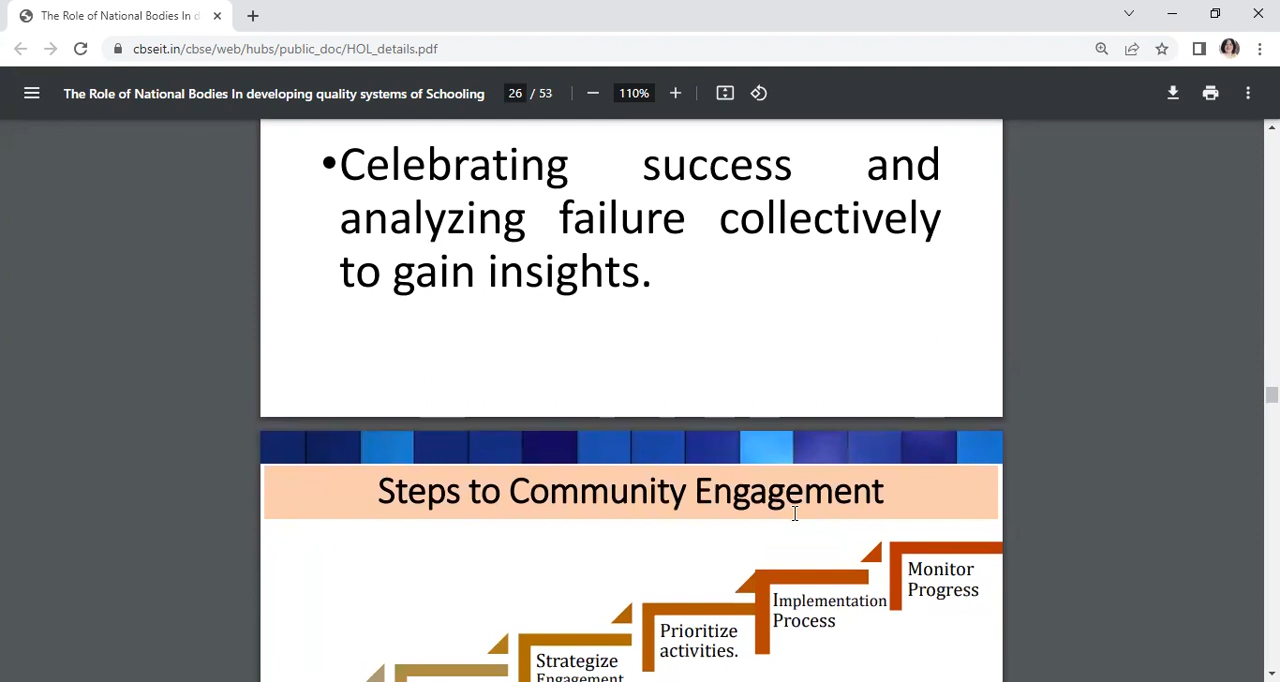 The Role of National Bodies In d
cbseit.in/cbse/web/hubs/public_doc/HOL_details.pdf
The Role of National Bodies In developing quality systems of Schooling
26 / 53
110%
•Celebrating success and
analyzing failure collectively
to gain insights.
Steps to Community Engagement
Monitor
Progress
Implementation
Process
Prioritize
activities.
Strategize
Engagement